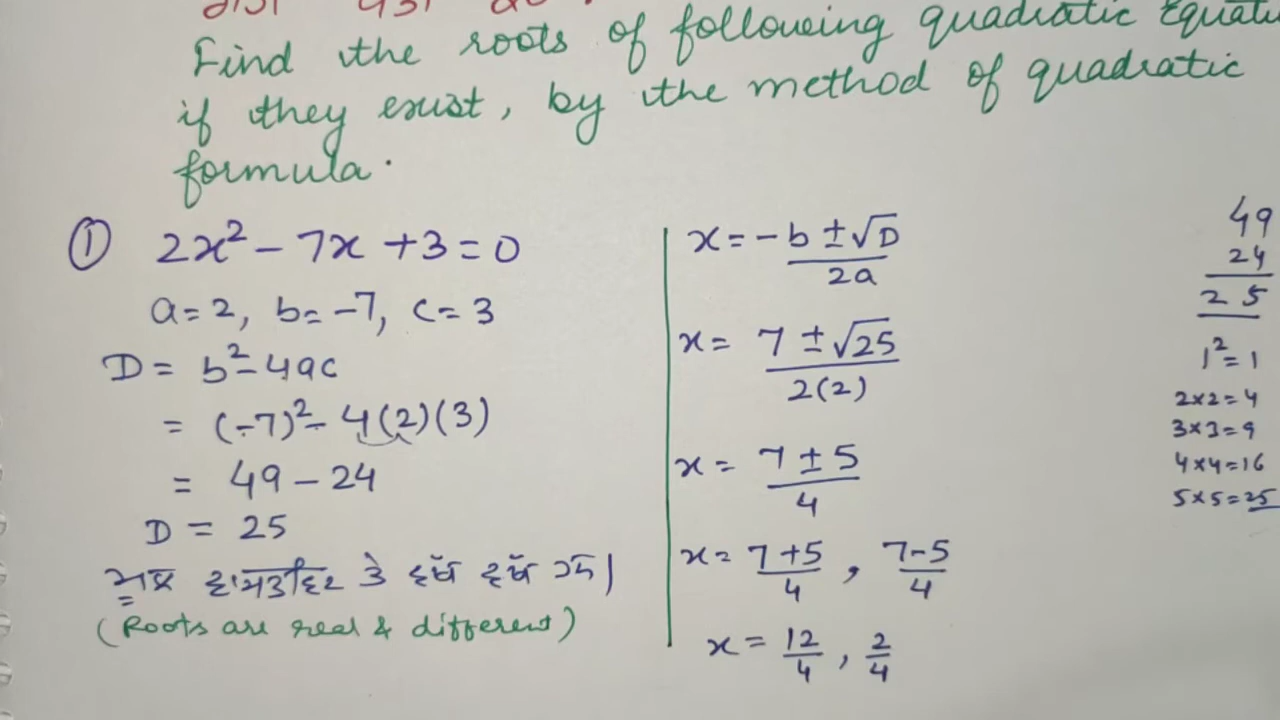 Find the roots of following quadratic Equati
if they exist, by the method of quadratic
formula.
① 2x² - 7x + 3 = 0
a = 2, b = -7, c = 3
D = b² - 4ac
= (-7)² - 4(2)(3)
= 49 - 24
D = 25
ਮੂਲ ਵਾਸਤਵਿਕ ਤੇ ਵੱਖ ਵੱਖ ਹਨ।
(Roots are real & different)
x = -b ± √D / 2a
x = 7 ± √25 / 2(2)
x = 7 ± 5 / 4
x = 7+5 / 4 , 7-5 / 4
x = 12/4 , 2/4
49
24
25
1² = 1
2×2=4
3×3=9
4×4=16
5×5=25